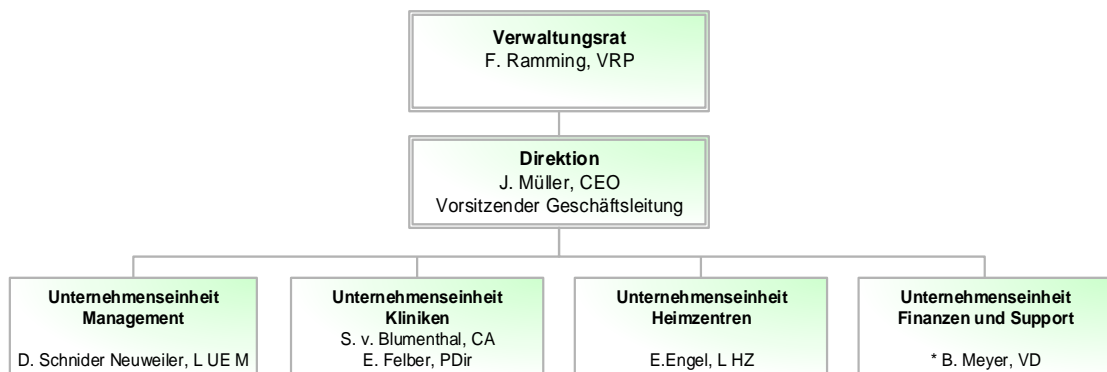 Verwaltungsrat
F. Ramming, VRP
Direktion
J. Müller, CEO
Vorsitzender Geschäftsleitung
Unternehmenseinheit
Management
D. Schnider Neuweiler, L UE M
Unternehmenseinheit
Kliniken
S. v. Blumenthal, CA
E. Felber, PDir
Unternehmenseinheit
Heimzentren
E.Engel, L HZ
Unternehmenseinheit
Finanzen und Support
* B. Meyer, VD